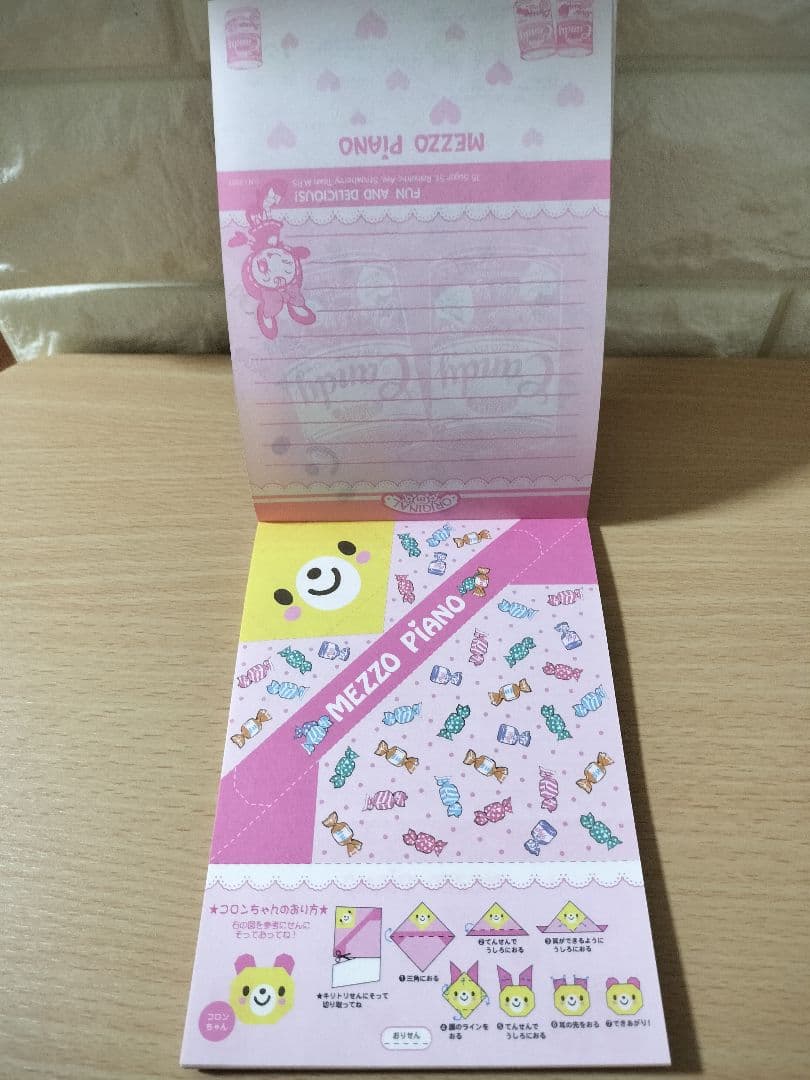 Candy
Candy
MEZZO PiANO
FUN AND DELICIOUS!
Candy
Candy
ORIGINAL
MEZZO PiANO
★コロンちゃんのおり方★
右の図を参考にせんに
そっておってね！
コロン
ちゃん
★キリトリせんにそって
切り取ってね
①三角におる
②てんせんで
うしろにおる
③耳ができるように
うしろにおる
④顔のラインを
おる
⑤てんせんで
うしろにおる
⑥耳の先をおる
⑦できあがり!
おりせん